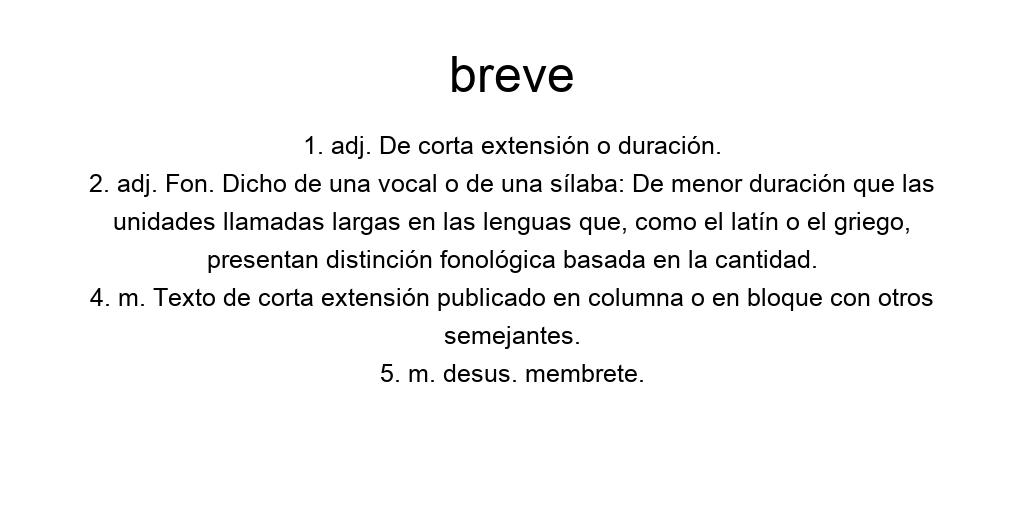 breve
1. adj. De corta extensión o duración.
2. adj. Fon. Dicho de una vocal o de una sílaba: De menor duración que las
unidades llamadas largas en las lenguas que, como el latín o el griego,
presentan distinción fonológica basada en la cantidad.
4. m. Texto de corta extensión publicado en columna o en bloque con otros
semejantes.
5. m. desus. membrete.